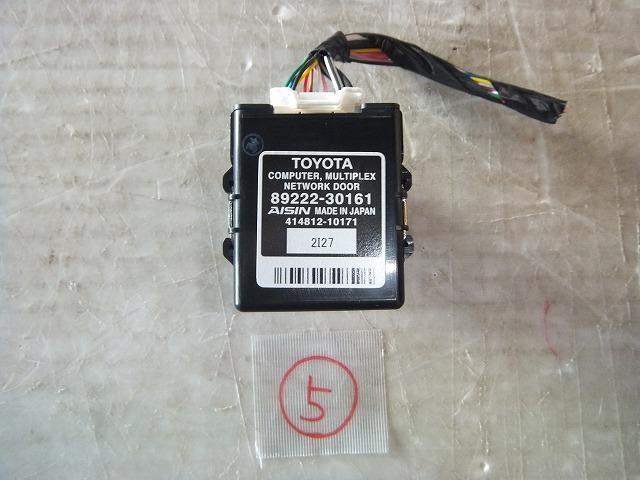 TOYOTA
COMPUTER, MULTIPLEX
NETWORK DOOR
89222-30161
AISIN MADE IN JAPAN
414812-10171
2I27
5